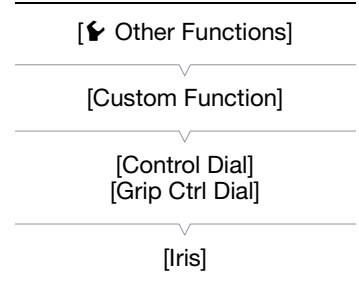 [Other Functions]
[Custom Function]
[Control Dial]
[Grip Ctrl Dial]
[Iris]